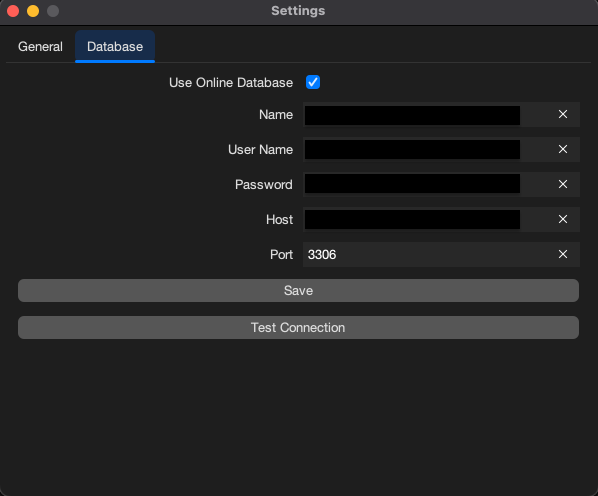 Settings
General Database
Use Online Database
Name
User Name
Password
Host
Port 3306
Save
Test Connection